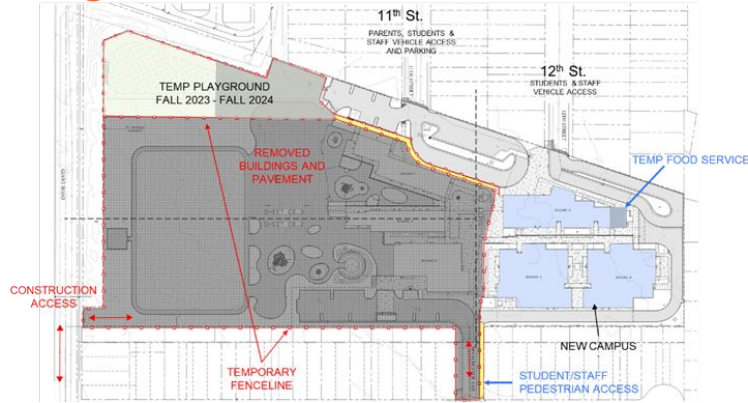 11th St.
PARENTS, STUDENTS &
STAFF VEHICLE ACCESS
AND PARKING
12th St.
STUDENTS & STAFF
VEHICLE ACCESS
TEMP PLAYGROUND
FALL 2023 - FALL 2024
REMOVED
BUILDINGS AND
PAVEMENT
TEMP FOOD SERVICE
CONSTRUCTION
ACCESS
TEMPORARY
FENCELINE
NEW CAMPUS
STUDENT/STAFF
PEDESTRIAN ACCESS